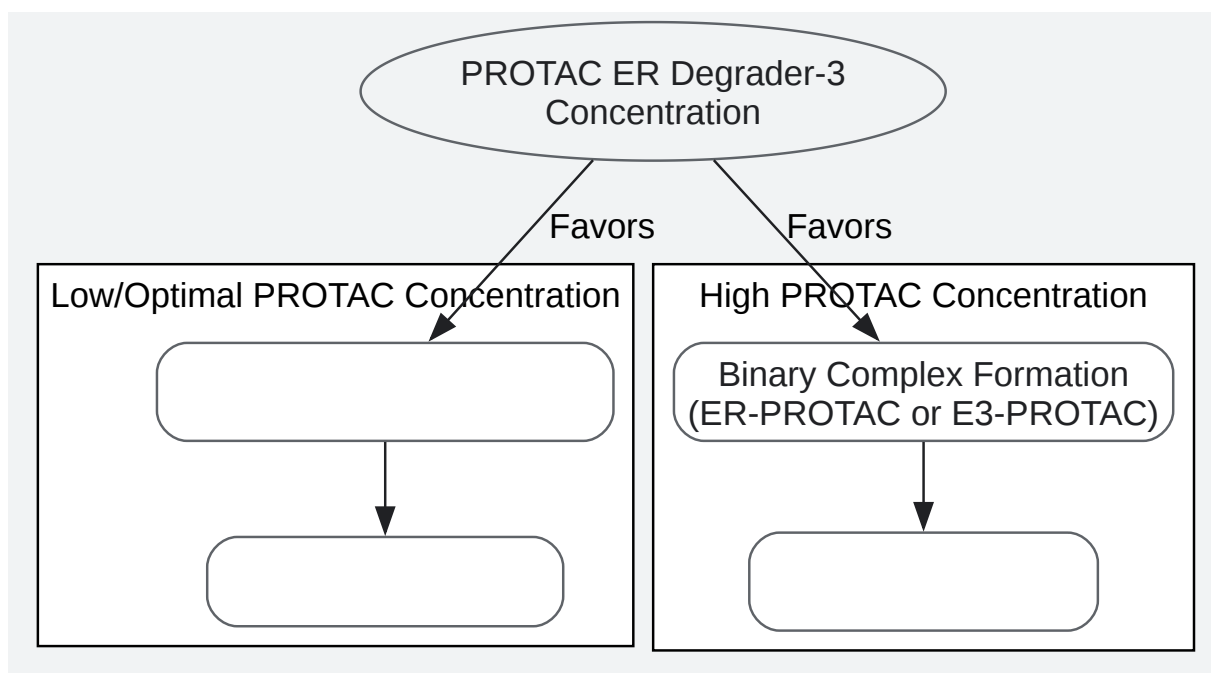 PROTAC ER Degrader-3
Concentration
Favors
Favors
Low/Optimal PROTAC Concentration
High PROTAC Concentration
Binary Complex Formation
(ER-PROTAC or E3-PROTAC)